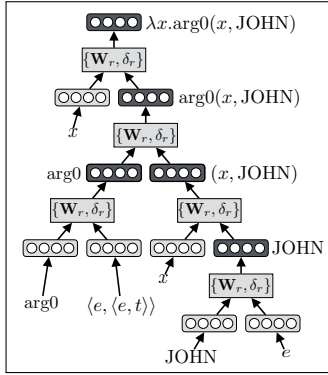 λx.arg0(x, JOHN)
{W_r, δ_r}
x
arg0(x, JOHN)
{W_r, δ_r}
arg0
(x, JOHN)
{W_r, δ_r}
{W_r, δ_r}
x
JOHN
arg0
⟨e, ⟨e, t⟩⟩
{W_r, δ_r}
JOHN
e